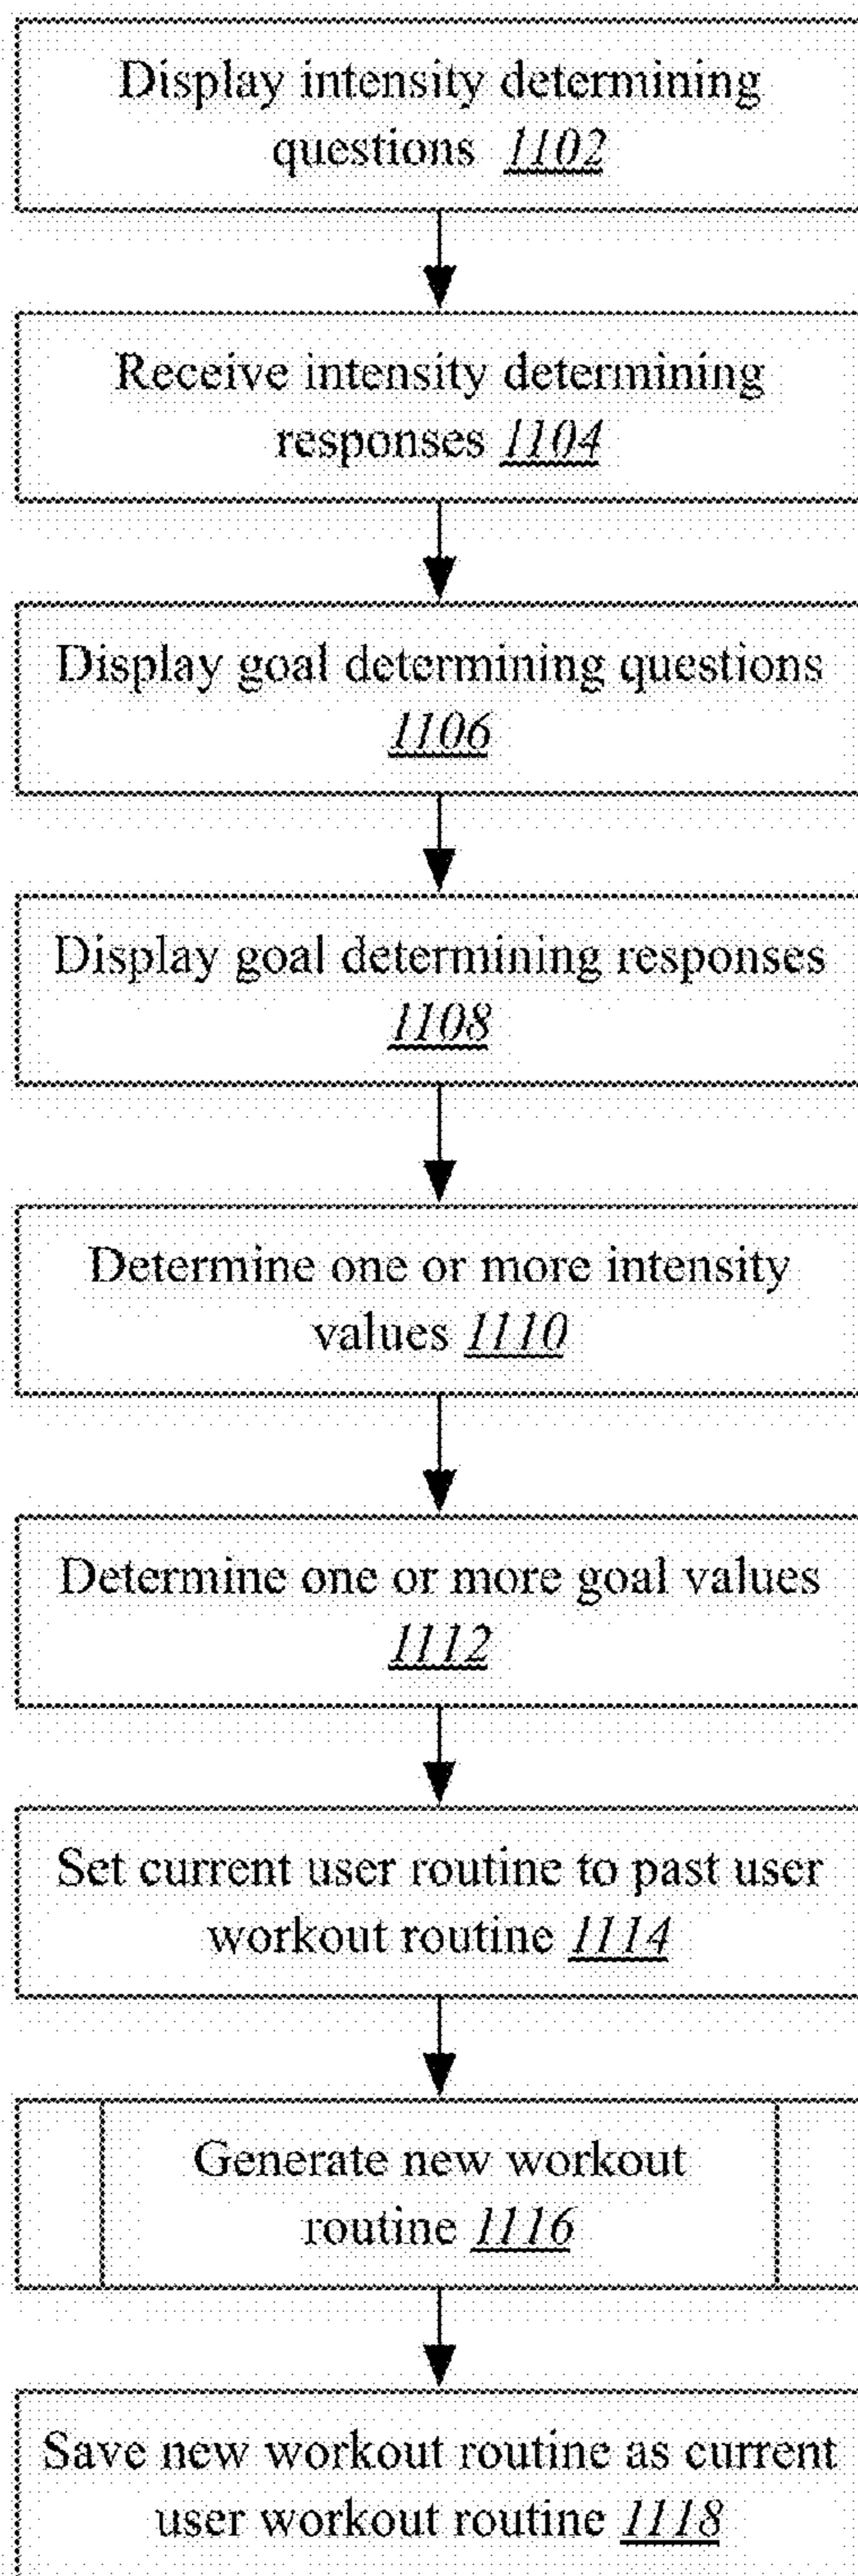 Display intensity determining
questions 1102
Receive intensity determining
responses 1104
Display goal determining questions
1106
Display goal determining responses
1108
Determine one or more intensity
values 1110
Determine one or more goal values
1112
Set current user routine to past user
workout routine 1114
Generate new workout
routine 1116
Save new workout routine as current
user workout routine 1118